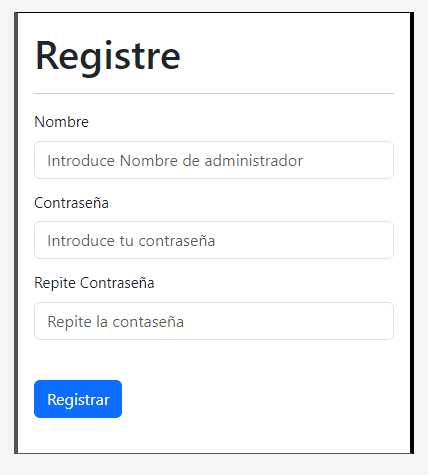 Registre
Nombre
Introduce Nombre de administrador
Contraseña
Introduce tu contraseña
Repite Contraseña
Repite la contaseña
Registrar